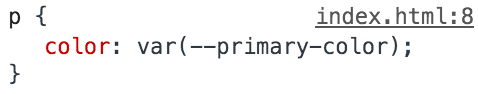 p { index.html:8
color: var(--primary-color);
}